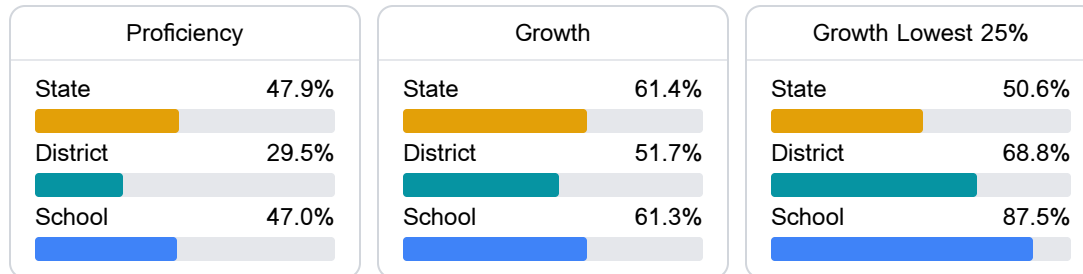 Proficiency
State 47.9%
District 29.5%
School 47.0%
Growth
State 61.4%
District 51.7%
School 61.3%
Growth Lowest 25%
State 50.6%
District 68.8%
School 87.5%